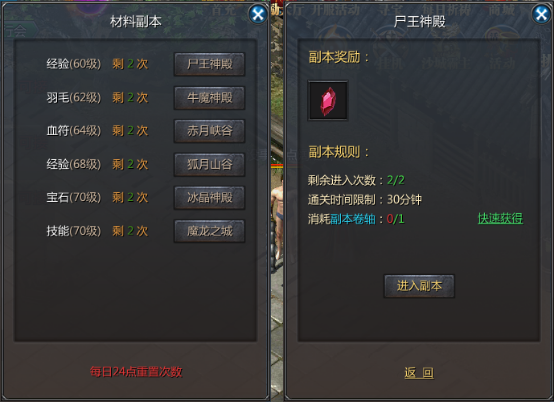 材料副本
经验(60级) 剩 2 次 尸王神殿
羽毛(62级) 剩 2 次 牛魔神殿
血符(64级) 剩 2 次 赤月峡谷
经验(68级) 剩 2 次 狐月山谷
宝石(70级) 剩 2 次 冰晶神殿
技能(70级) 剩 2 次 魔龙之城
每日24点重置次数
尸王神殿
副本奖励：
副本规则：
剩余进入次数：2/2
通关时间限制：30分钟
消耗副本卷轴：0/1 快速获得
进入副本
返 回